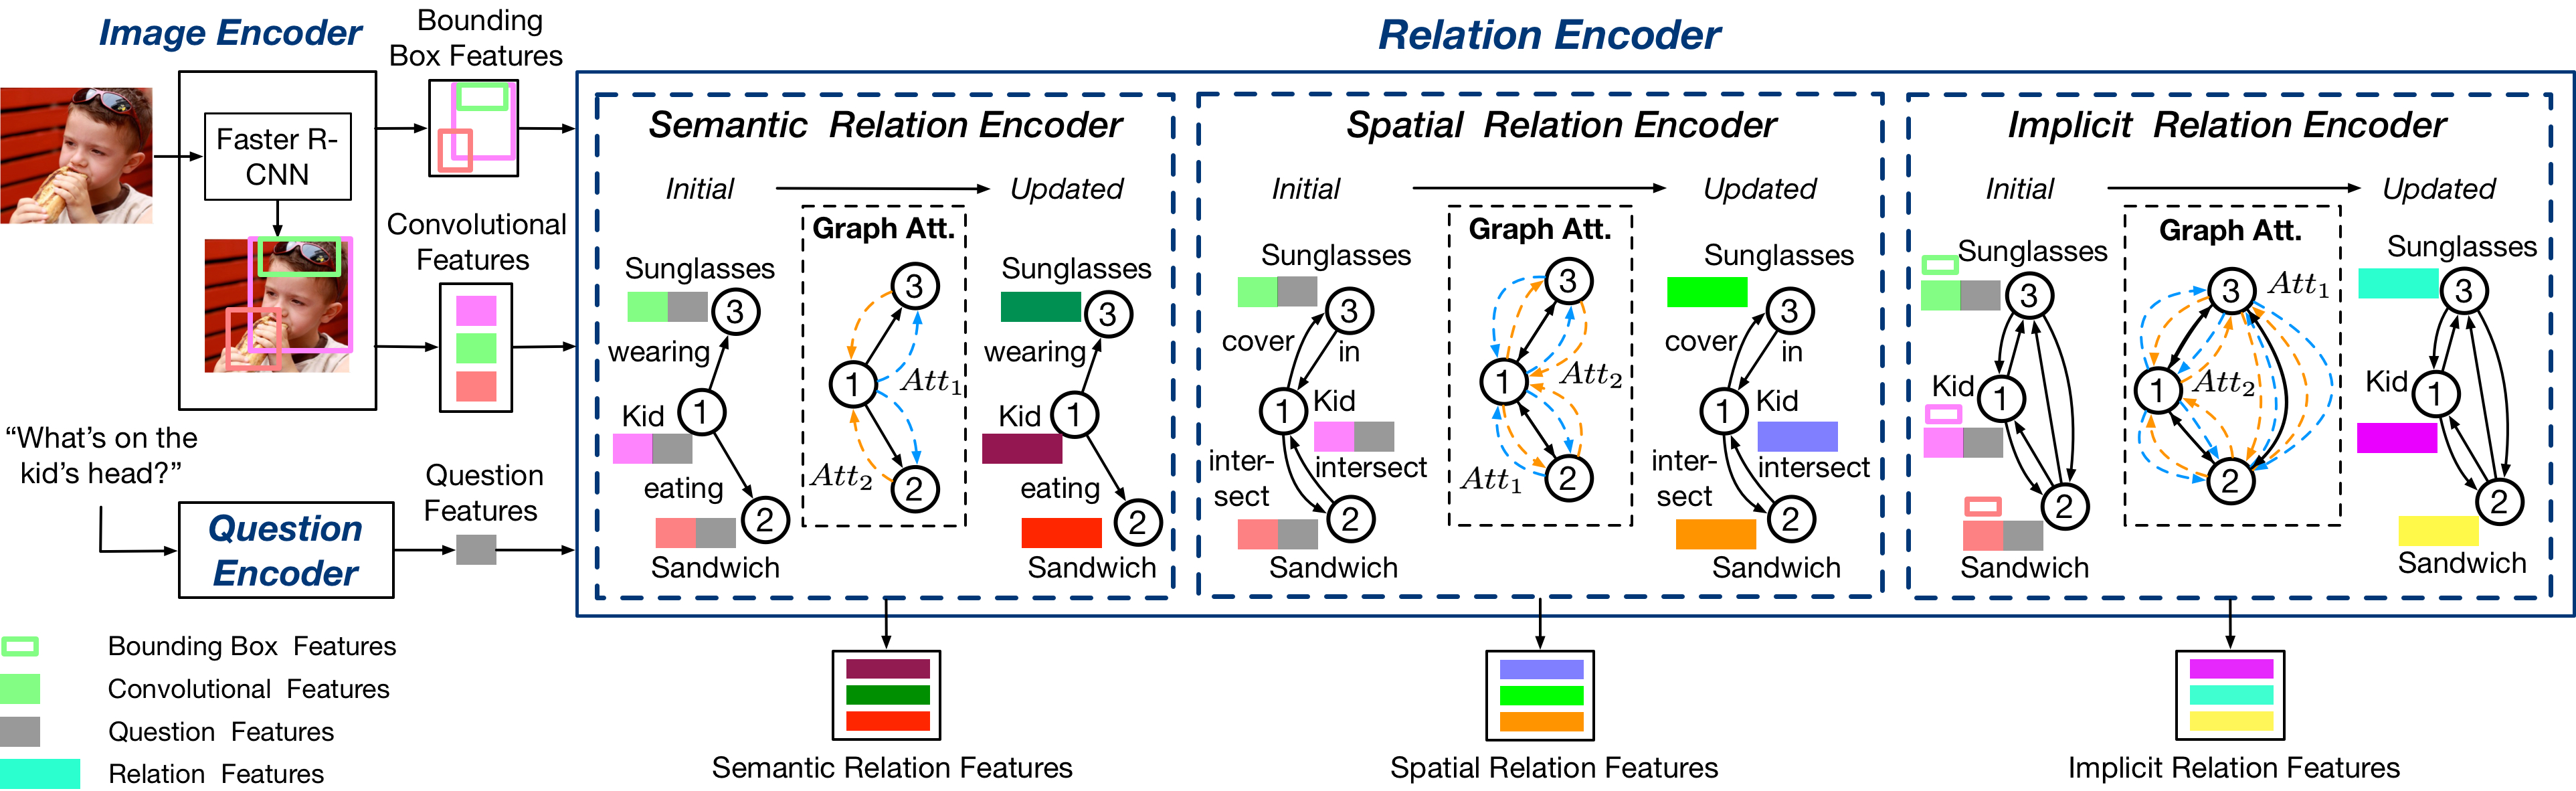 Image Encoder
Bounding
Box Features
Relation Encoder
Faster R-
CNN
Convolutional
Features
"What's on the
kid's head?"
Question
Encoder
Question
Features
Bounding Box Features
Convolutional Features
Question Features
Relation Features
Semantic Relation Encoder
Initial
Updated
Graph Att.
Sunglasses
3
wearing
Kid
1
eating
2
Sandwich
3
1
Att1
Att2
2
Sunglasses
3
wearing
Kid
1
eating
2
Sandwich
Semantic Relation Features
Spatial Relation Encoder
Initial
Updated
Graph Att.
Sunglasses
3
cover
in
1
Kid
inter-
sect
intersect
2
Sandwich
3
1
Att2
Att1
2
Sunglasses
3
cover
in
1
Kid
inter-
sect
intersect
2
Sandwich
Spatial Relation Features
Implicit Relation Encoder
Initial
Updated
Graph Att.
Sunglasses
3
Kid
1
2
Sandwich
3
Att1
1
Att2
2
Sunglasses
3
Kid
1
2
Sandwich
Implicit Relation Features